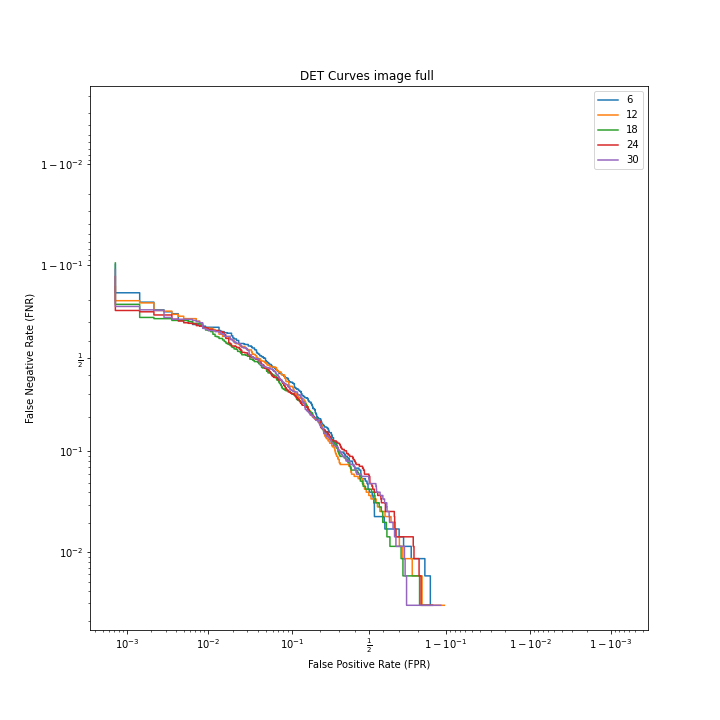 DET Curves image full
6
12
18
24
30
False Negative Rate (FNR)
1 − 10⁻²
1 − 10⁻¹
½
10⁻¹
10⁻²
10⁻³ 10⁻² 10⁻¹ ½ 1 − 10⁻¹ 1 − 10⁻² 1 − 10⁻³
False Positive Rate (FPR)